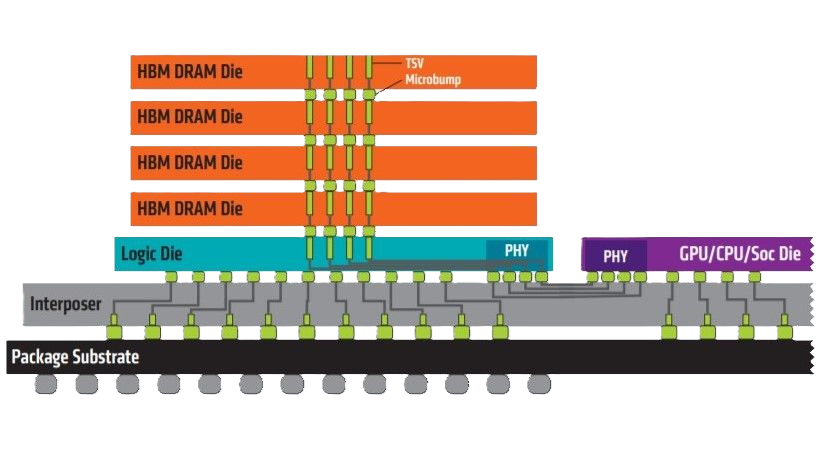 HBM DRAM Die
TSV
Microbump
HBM DRAM Die
HBM DRAM Die
HBM DRAM Die
Logic Die
PHY
PHY
GPU/CPU/Soc Die
Interposer
Package Substrate